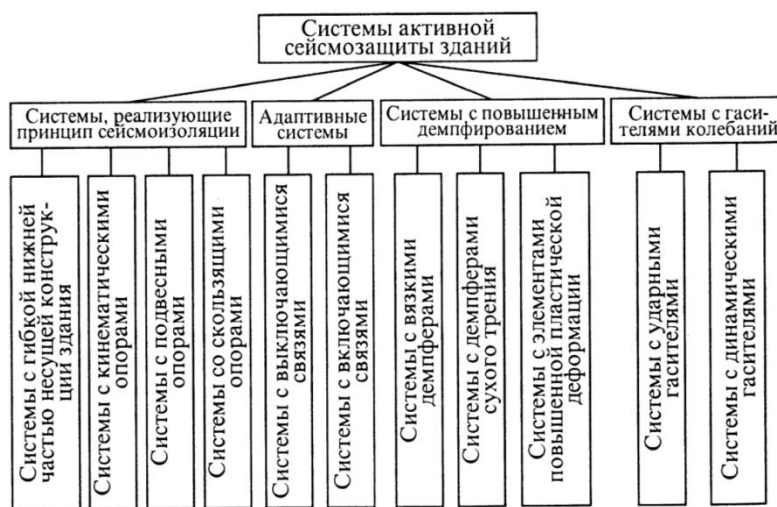 Системы активной
сейсмозащиты зданий
Системы, реализующие
принцип сейсмоизоляции
Адаптивные
системы
Системы с повышенным
демпфированием
Системы с гаси-
телями колебаний
Системы с гибкой нижней
частью несущей конструк-
ций здания
Системы с кинематическими
опорами
Системы с подвесными
опорами
Системы со скользящими
опорами
Системы с выключающимися
связями
Системы с включающимися
связями
Системы с вязкими
демпферами
Системы с демпферами
сухого трения
Системы с элементами
повышенной пластической
деформации
Системы с ударными
гасителями
Системы с динамическими
гасителями